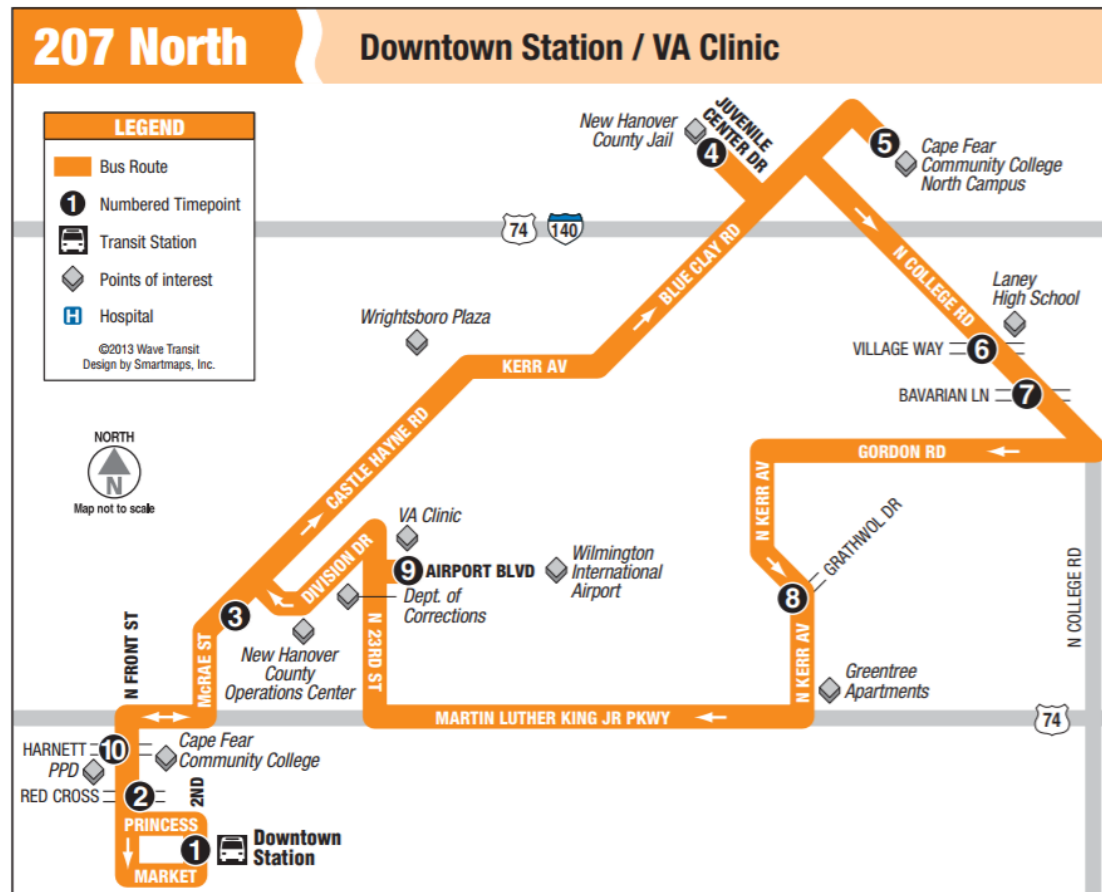 207 North
Downtown Station / VA Clinic
LEGEND
Bus Route
1 Numbered Timepoint
Transit Station
Points of interest
H Hospital
©2013 Wave Transit
Design by Smartmaps, Inc.
NORTH
N
Map not to scale
New Hanover
County Jail
4
JUVENILE
CENTER DR
5
Cape Fear
Community College
North Campus
74
140
BLUE CLAY RD
N COLLEGE RD
Laney
High School
Wrightsboro Plaza
VILLAGE WAY
6
KERR AV
BAVARIAN LN
7
CASTLE HAYNE RD
GORDON RD
N KERR AV
GRATHWOL DR
VA Clinic
DIVISION DR
9
AIRPORT BLVD
Wilmington
International
Airport
8
Dept. of
Corrections
3
N COLLEGE RD
N FRONT ST
McRAE ST
New Hanover
County
Operations Center
N 23RD ST
N KERR AV
Greentree
Apartments
MARTIN LUTHER KING JR PKWY
74
HARNETT
10
Cape Fear
Community College
PPD
RED CROSS
2
2ND
PRINCESS
1
Downtown
Station
MARKET